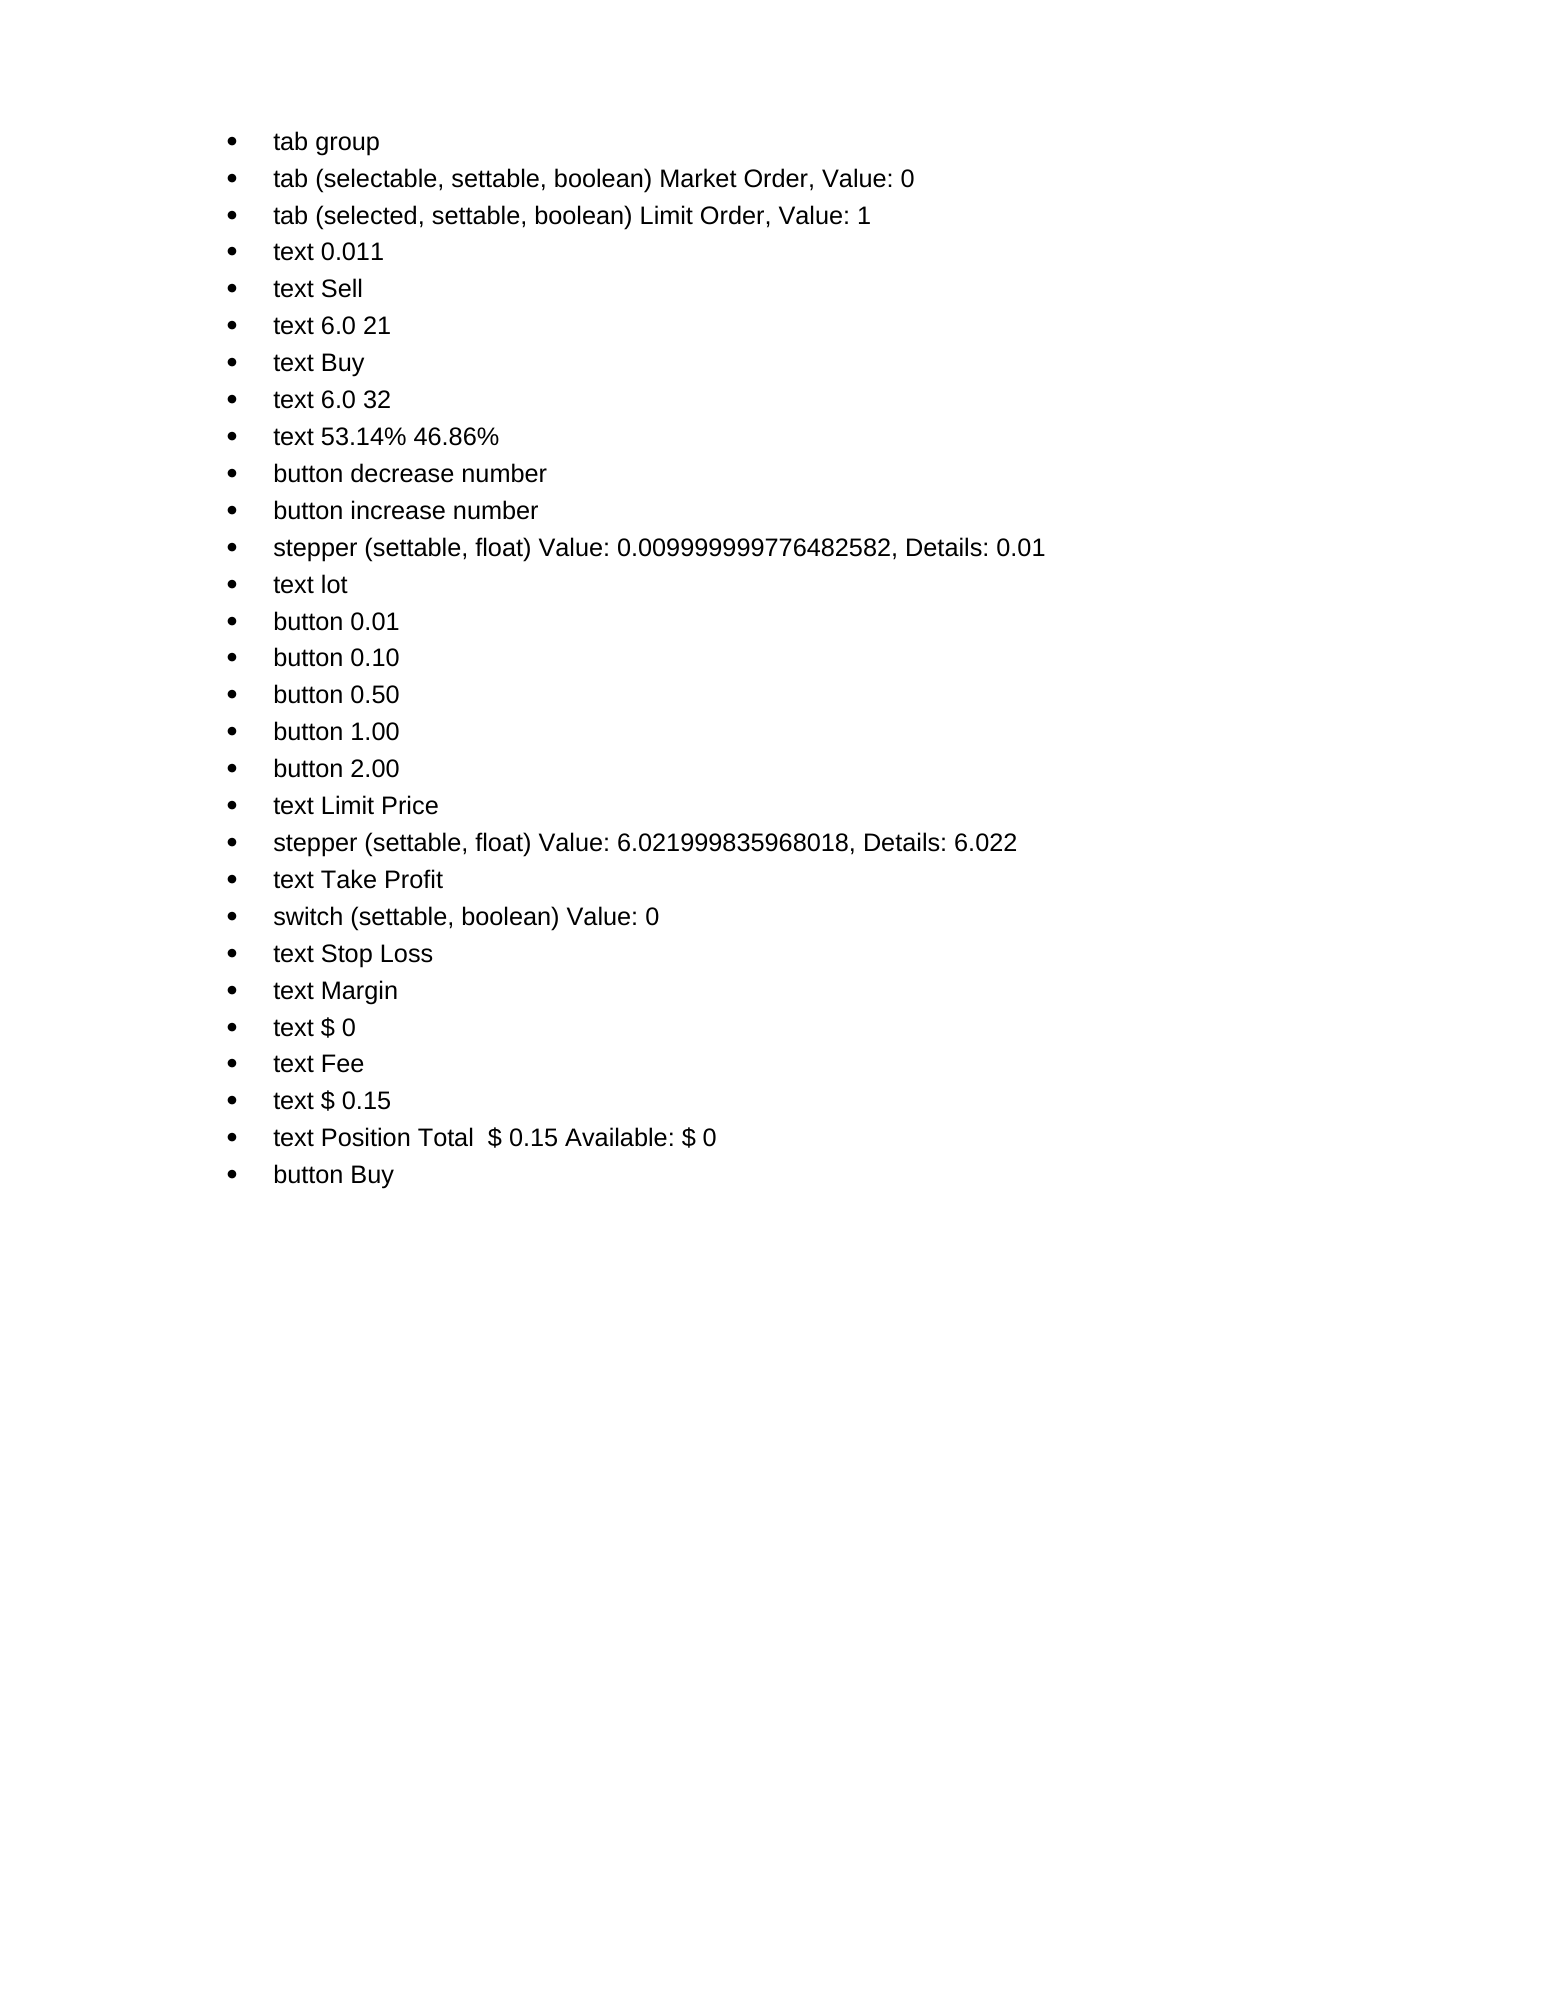 • tab group
• tab (selectable, settable, boolean) Market Order, Value: 0
• tab (selected, settable, boolean) Limit Order, Value: 1
• text 0.011
• text Sell
• text 6.0 21
• text Buy
• text 6.0 32
• text 53.14% 46.86%
• button decrease number
• button increase number
• stepper (settable, float) Value: 0.009999999776482582, Details: 0.01
• text lot
• button 0.01
• button 0.10
• button 0.50
• button 1.00
• button 2.00
• text Limit Price
• stepper (settable, float) Value: 6.021999835968018, Details: 6.022
• text Take Profit
• switch (settable, boolean) Value: 0
• text Stop Loss
• text Margin
• text $ 0
• text Fee
• text $ 0.15
• text Position Total  $ 0.15 Available: $ 0
• button Buy